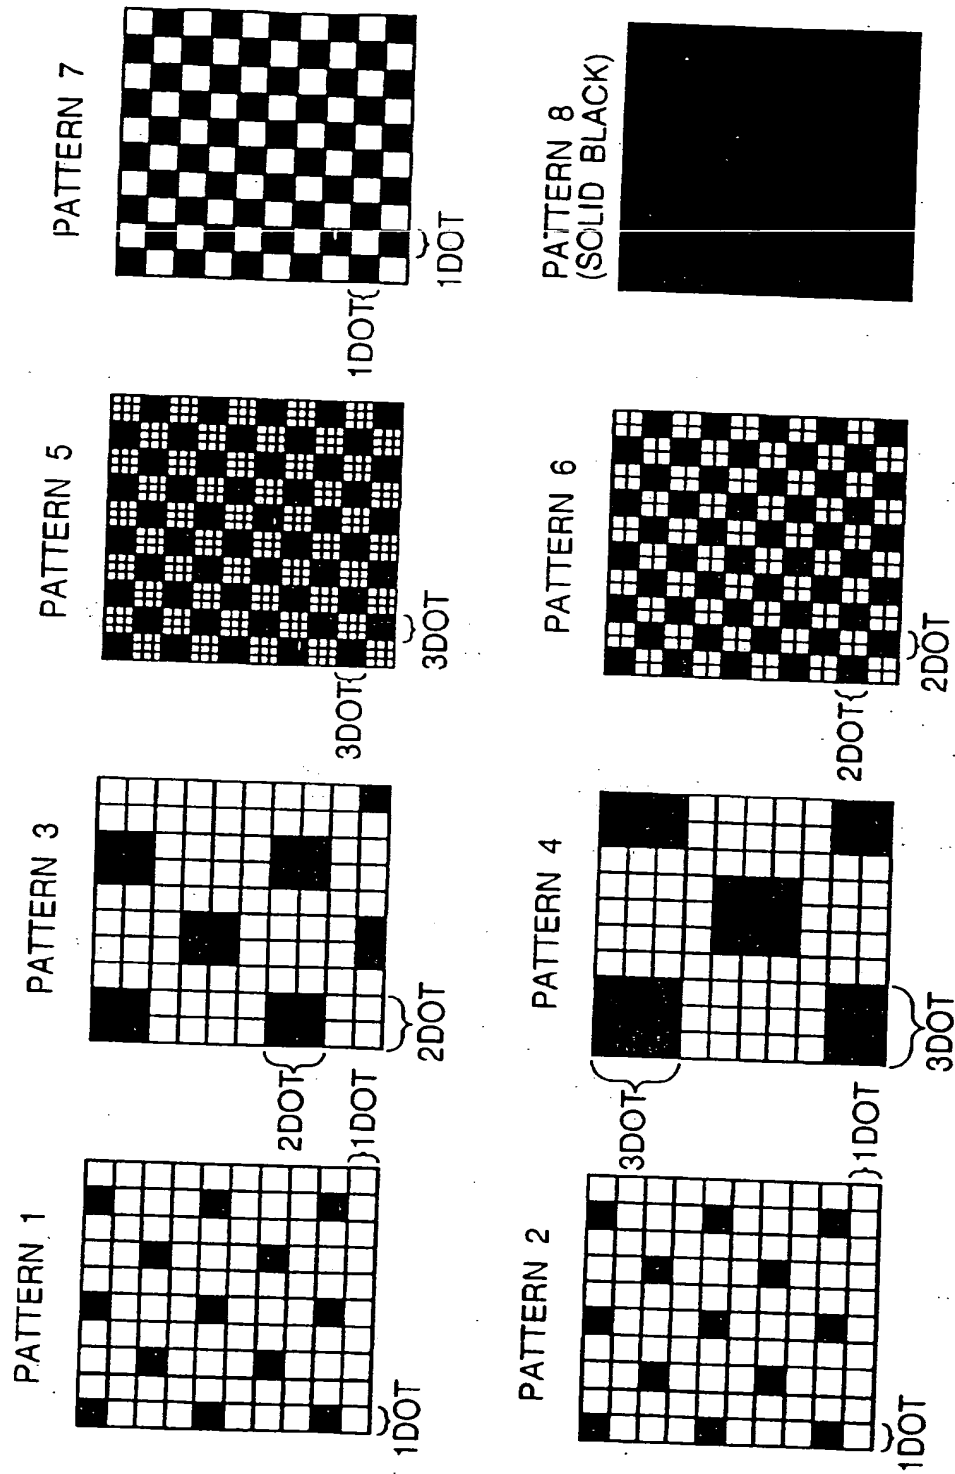 PATTERN 1
1DOT
1DOT
PATTERN 3
2DOT
2DOT
PATTERN 5
3DOT
3DOT
PATTERN 7
1DOT
1DOT
PATTERN 2
1DOT
1DOT
PATTERN 4
3DOT
3DOT
PATTERN 6
2DOT
2DOT
PATTERN 8
(SOLID BLACK)